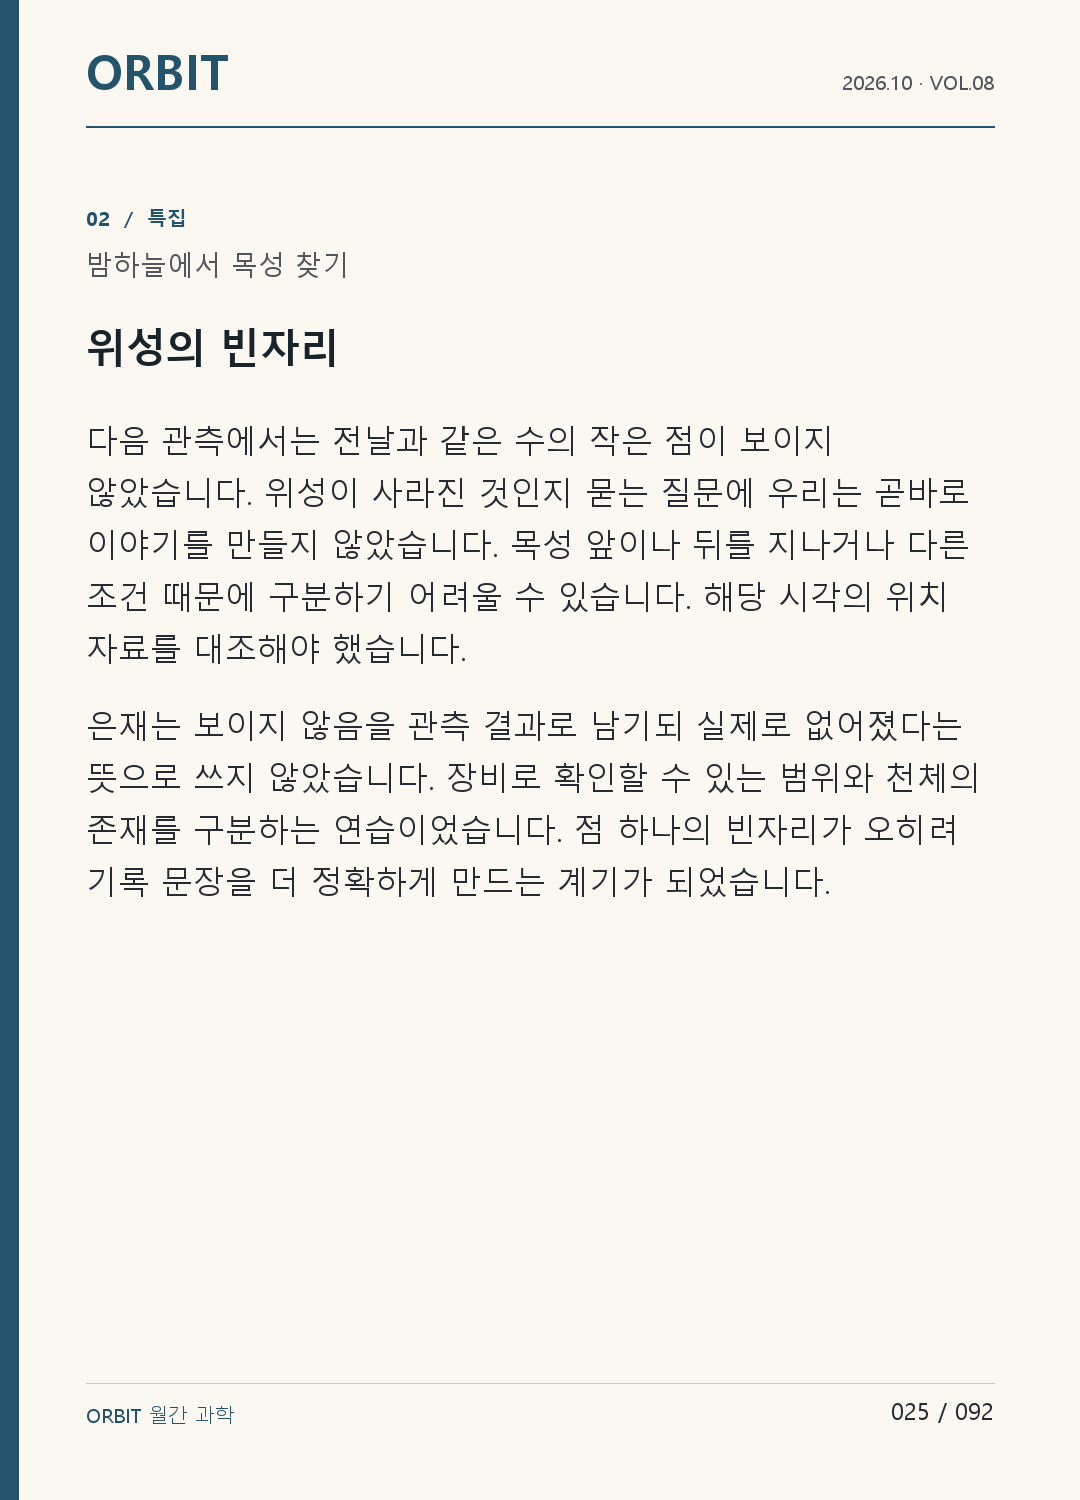 ORBIT
2026.10 · VOL.08
02 / 특집
밤하늘에서 목성 찾기
위성의 빈자리
다음 관측에서는 전날과 같은 수의 작은 점이 보이지
않았습니다. 위성이 사라진 것인지 묻는 질문에 우리는 곧바로
이야기를 만들지 않았습니다. 목성 앞이나 뒤를 지나거나 다른
조건 때문에 구분하기 어려울 수 있습니다. 해당 시각의 위치
자료를 대조해야 했습니다.
은재는 보이지 않음을 관측 결과로 남기되 실제로 없어졌다는
뜻으로 쓰지 않았습니다. 장비로 확인할 수 있는 범위와 천체의
존재를 구분하는 연습이었습니다. 점 하나의 빈자리가 오히려
기록 문장을 더 정확하게 만드는 계기가 되었습니다.
ORBIT 월간 과학
025 / 092